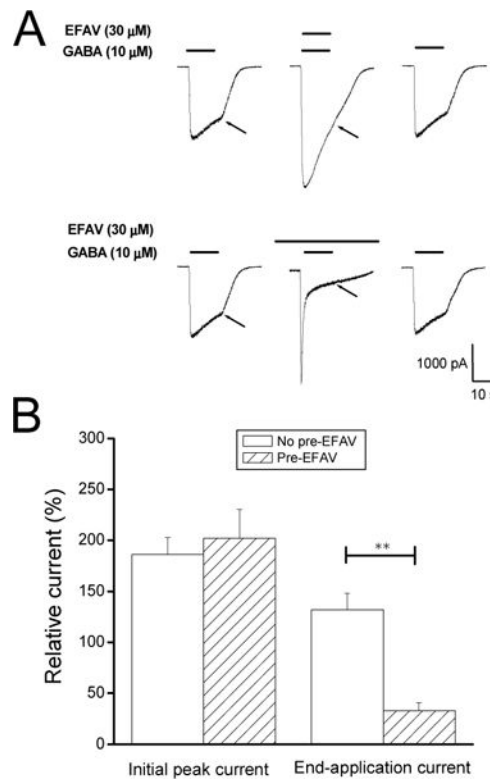 A
EFAV (30 µM)
GABA (10 µM)
EFAV (30 µM)
GABA (10 µM)
1000 pA
10
B
300
250
200
150
100
50
0
Relative current (%)
No pre-EFAV
Pre-EFAV
**
Initial peak current
End-application current